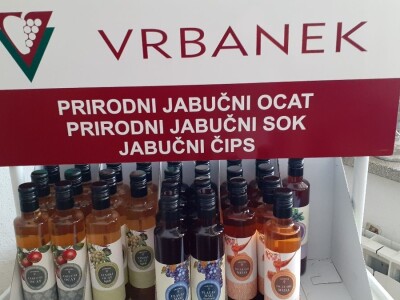 VRBANEK
PRIRODNI JABUČNI OCAT
PRIRODNI JABUČNI SOK
JABUČNI ČIPS